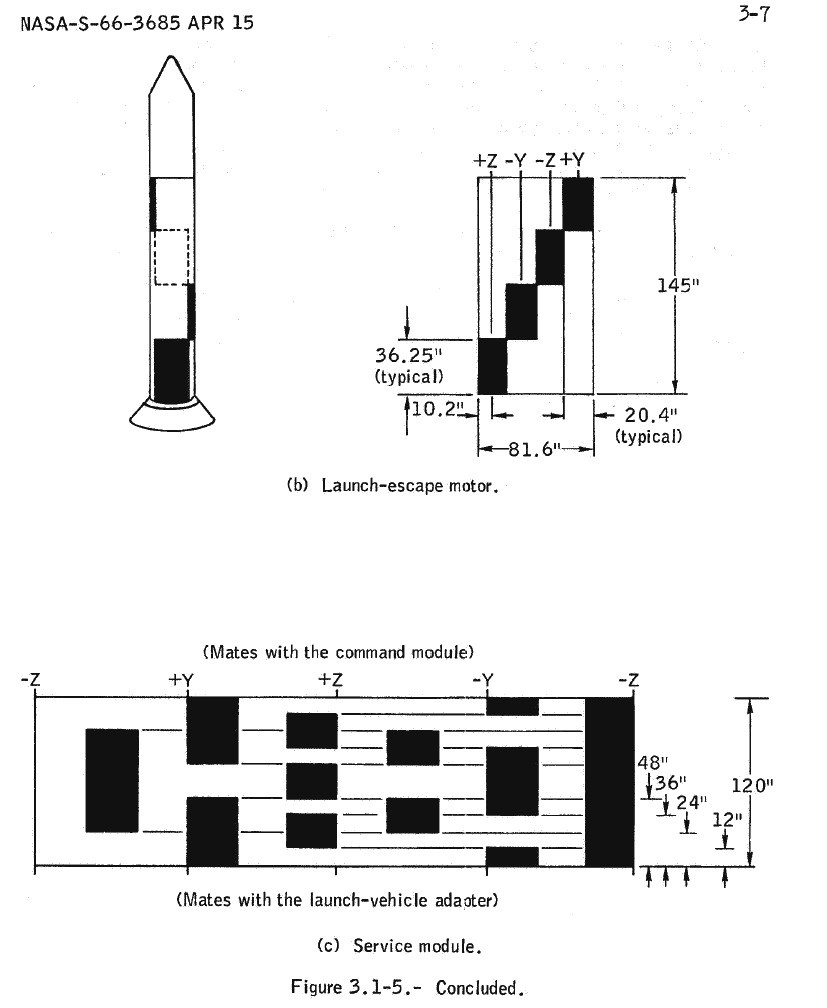 NASA-S-66-3685 APR 15
3-7
+Z -Y -Z +Y
145"
36.25"
(typical)
10.2"
20.4"
(typical)
81.6"
(b) Launch-escape motor.
(Mates with the command module)
-Z +Y +Z -Y -Z
48"
36"
24"
12"
120"
(Mates with the launch-vehicle adapter)
(c) Service module.
Figure 3.1-5.- Concluded.